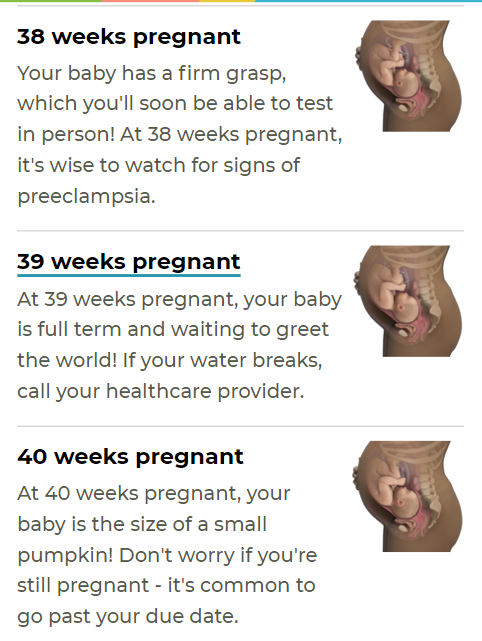 38 weeks pregnant
Your baby has a firm grasp,
which you'll soon be able to test
in person! At 38 weeks pregnant,
it's wise to watch for signs of
preeclampsia.
39 weeks pregnant
At 39 weeks pregnant, your baby
is full term and waiting to greet
the world! If your water breaks,
call your healthcare provider.
40 weeks pregnant
At 40 weeks pregnant, your
baby is the size of a small
pumpkin! Don't worry if you're
still pregnant - it's common to
go past your due date.